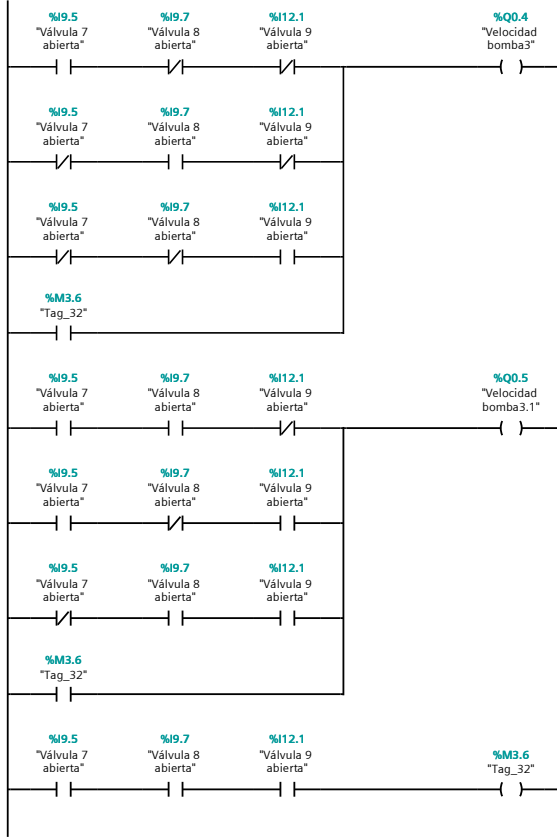 %I9.5 %I9.7 %I12.1 %Q0.4
"Válvula 7 "Válvula 8 "Válvula 9 "Velocidad
abierta" abierta" abierta" bomba3"
%I9.5 %I9.7 %I12.1
"Válvula 7 "Válvula 8 "Válvula 9
abierta" abierta" abierta"
%I9.5 %I9.7 %I12.1
"Válvula 7 "Válvula 8 "Válvula 9
abierta" abierta" abierta"
%M3.6
"Tag_32"
%I9.5 %I9.7 %I12.1 %Q0.5
"Válvula 7 "Válvula 8 "Válvula 9 "Velocidad
abierta" abierta" abierta" bomba3.1"
%I9.5 %I9.7 %I12.1
"Válvula 7 "Válvula 8 "Válvula 9
abierta" abierta" abierta"
%I9.5 %I9.7 %I12.1
"Válvula 7 "Válvula 8 "Válvula 9
abierta" abierta" abierta"
%M3.6
"Tag_32"
%I9.5 %I9.7 %I12.1 %M3.6
"Válvula 7 "Válvula 8 "Válvula 9 "Tag_32"
abierta" abierta" abierta"